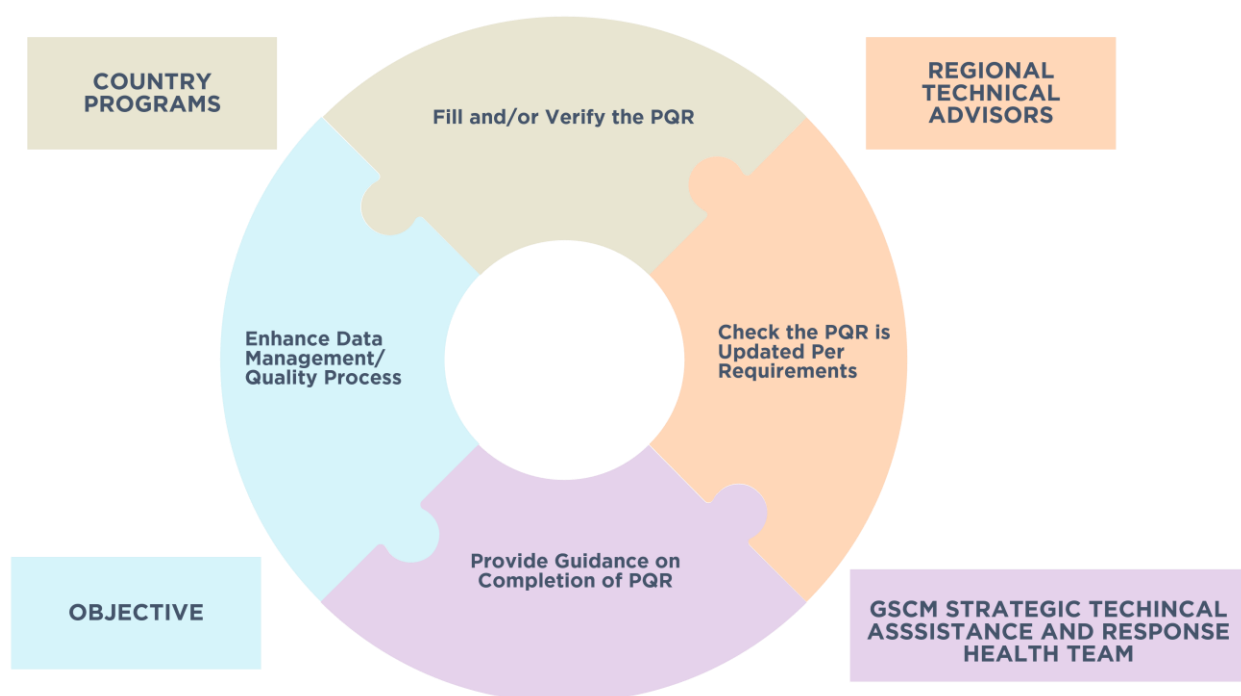 COUNTRY
PROGRAMS
Fill and/or Verify the PQR
REGIONAL
TECHNICAL
ADVISORS
Enhance Data
Management/
Quality Process
Check the PQR is
Updated Per
Requirements
Provide Guidance on
Completion of PQR
OBJECTIVE
GSCM STRATEGIC TECHINCAL
ASSSISTANCE AND RESPONSE
HEALTH TEAM